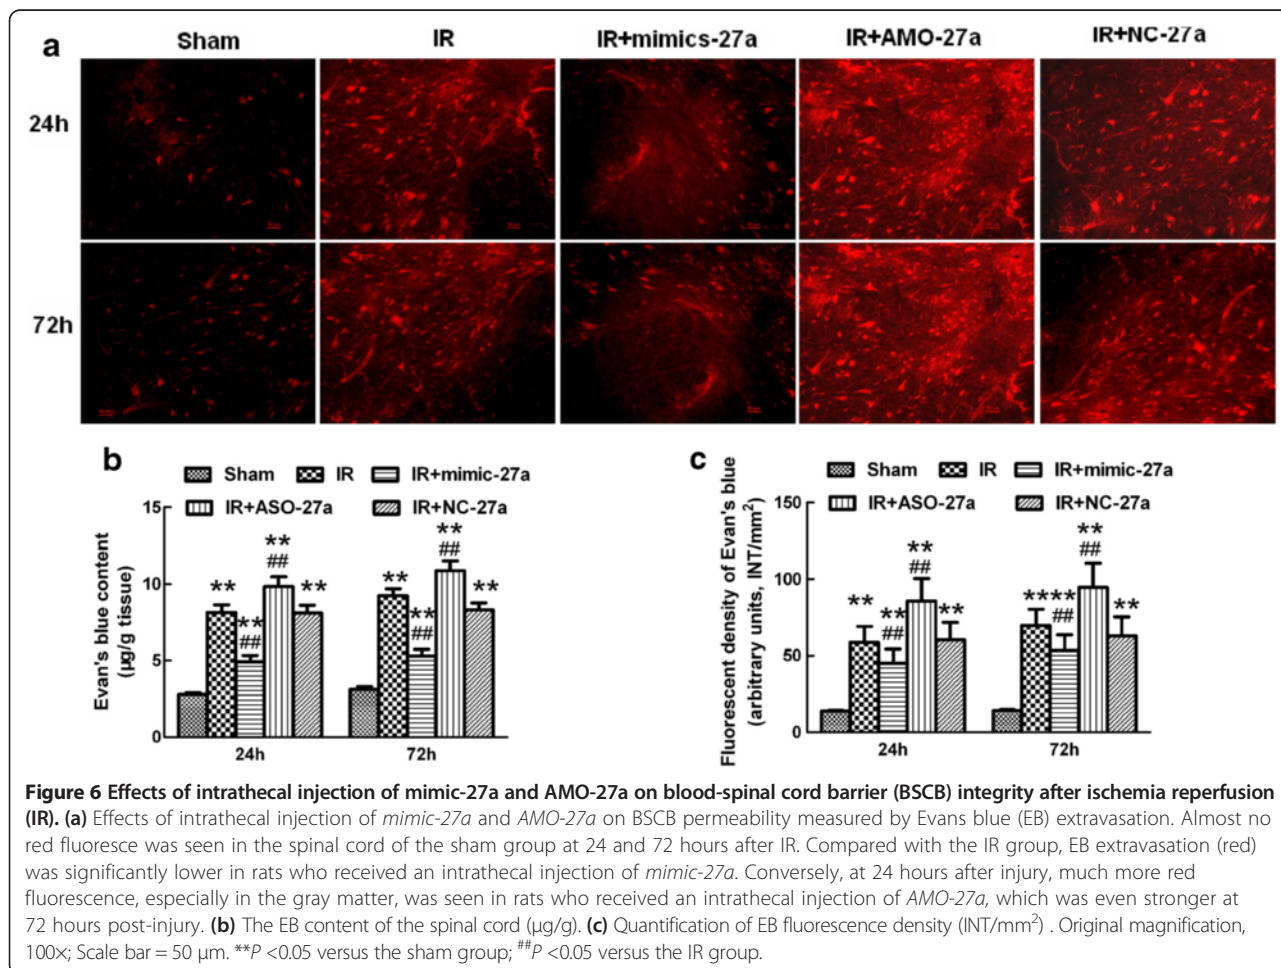 a
Sham IR IR+mimics-27a IR+AMO-27a IR+NC-27a
24h
72h
b
Sham IR IR+mimic-27a
IR+ASO-27a IR+NC-27a
Evan's blue content
(µg/g tissue)
15
10
5
0
** ** ## ** ## **
** ** ## ** ## **
24h 72h
c
Sham IR IR+mimic-27a
IR+ASO-27a IR+NC-27a
Fluorescent density of Evan's blue
(arbitrary units, INT/mm²)
150
100
50
0
** ** ## ** ## **
** ** ## ** ## **
24h 72h
Figure 6 Effects of intrathecal injection of mimic-27a and AMO-27a on blood-spinal cord barrier (BSCB) integrity after ischemia reperfusion
(IR). (a) Effects of intrathecal injection of mimic-27a and AMO-27a on BSCB permeability measured by Evans blue (EB) extravasation. Almost no
red fluoresce was seen in the spinal cord of the sham group at 24 and 72 hours after IR. Compared with the IR group, EB extravasation (red)
was significantly lower in rats who received an intrathecal injection of mimic-27a. Conversely, at 24 hours after injury, much more red
fluorescence, especially in the gray matter, was seen in rats who received an intrathecal injection of AMO-27a, which was even stronger at
72 hours post-injury. (b) The EB content of the spinal cord (µg/g). (c) Quantification of EB fluorescence density (INT/mm²) . Original magnification,
100×; Scale bar = 50 µm. **P <0.05 versus the sham group; ##P <0.05 versus the IR group.